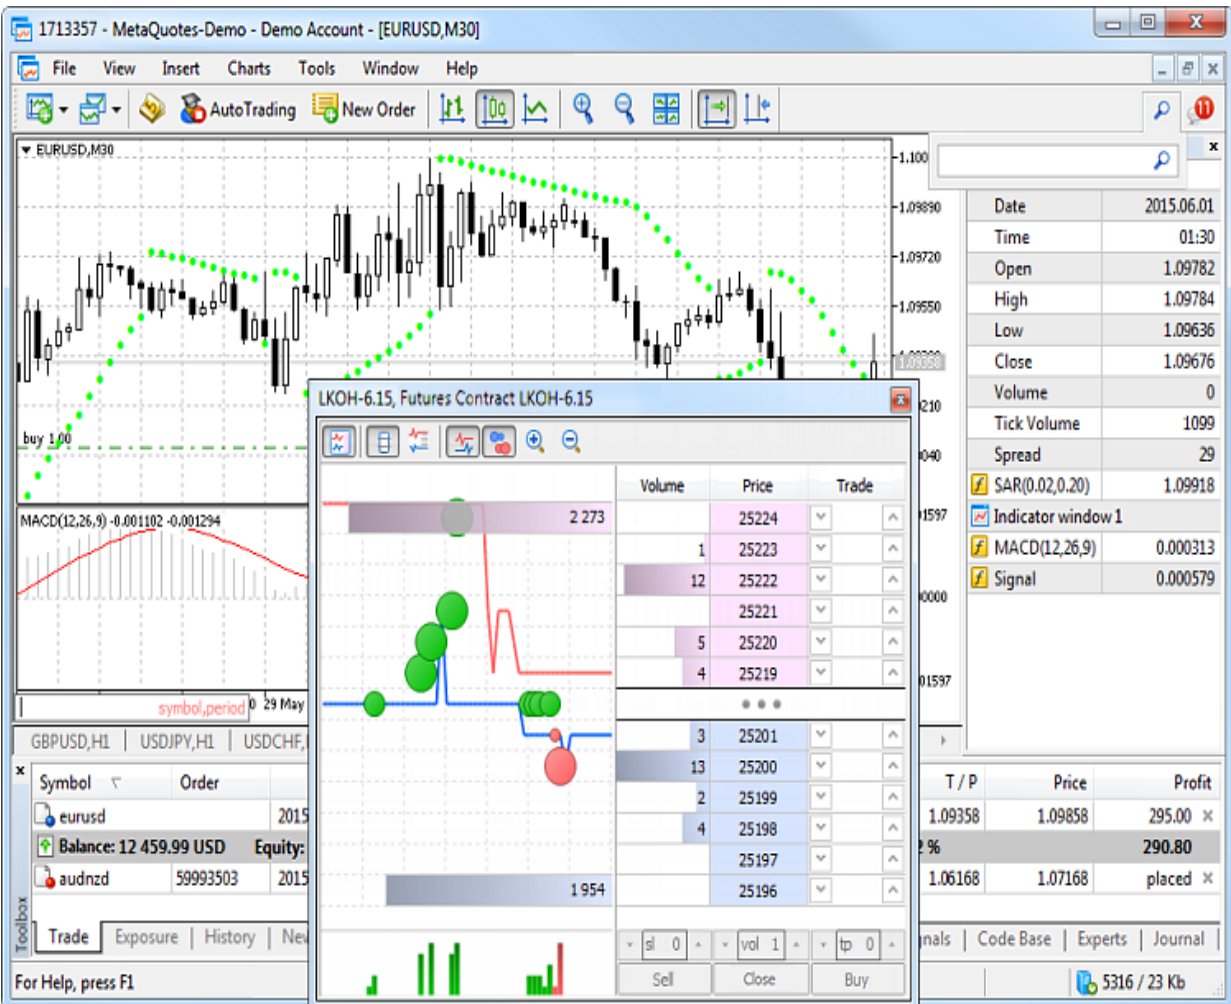 1713357 - MetaQuotes-Demo - Demo Account - [EURUSD,M30]
File View Insert Charts Tools Window Help
AutoTrading New Order
11
EURUSD,M30
1.100
1.09890
1.09720
1.09550
1.09358
buy 1.00
MACD(12,26,9) -0.001102 -0.001294
symbol,period
29 May
GBPUSD,H1 | USDJPY,H1 | USDCHF,
Date 2015.06.01
Time 01:30
Open 1.09782
High 1.09784
Low 1.09636
Close 1.09676
Volume 0
Tick Volume 1099
Spread 29
SAR(0.02,0.20) 1.09918
Indicator window 1
MACD(12,26,9) 0.000313
Signal 0.000579
LKOH-6.15, Futures Contract LKOH-6.15
Volume Price Trade
2 273 25224
1 25223
12 25222
25221
5 25220
4 25219
3 25201
13 25200
2 25199
4 25198
25197
1 954 25196
sl 0 vol 1 tp 0
Sell Close Buy
Symbol Order T / P Price Profit
eurusd 2015 1.09358 1.09858 295.00
Balance: 12 459.99 USD Equity: 2 % 290.80
audnzd 59993503 2015 1.06168 1.07168 placed
Toolbox
Trade | Exposure | History | New
nals | Code Base | Experts | Journal
For Help, press F1
5316 / 23 Kb